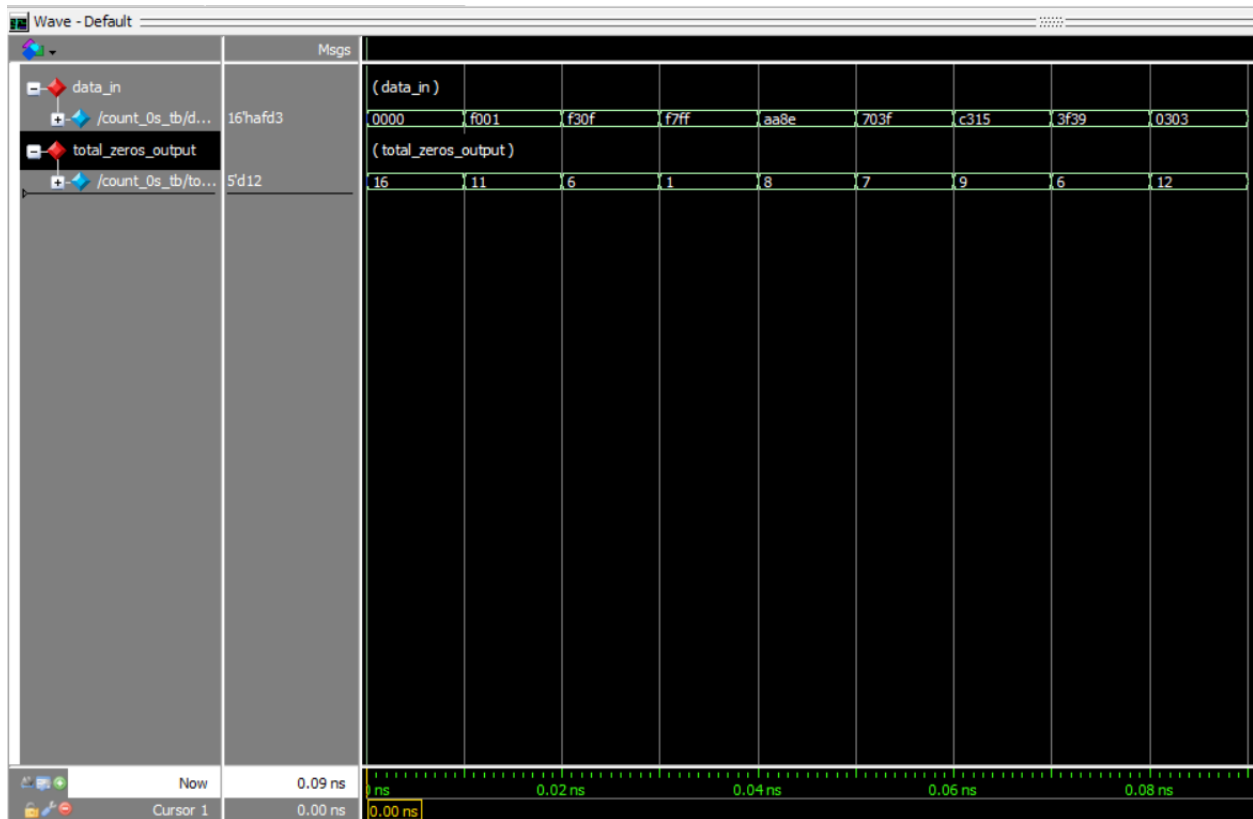 Wave - Default
Msgs
data_in
(data_in)
/count_0s_tb/d... 16'hafd3 0000 f001 f30f f7ff aa8e 703f c315 3f39 0303
total_zeros_output
(total_zeros_output)
/count_0s_tb/to... 5'd12 16 11 6 1 8 7 9 6 12
Now 0.09 ns ns 0.02 ns 0.04 ns 0.06 ns 0.08 ns
Cursor 1 0.00 ns 0.00 ns